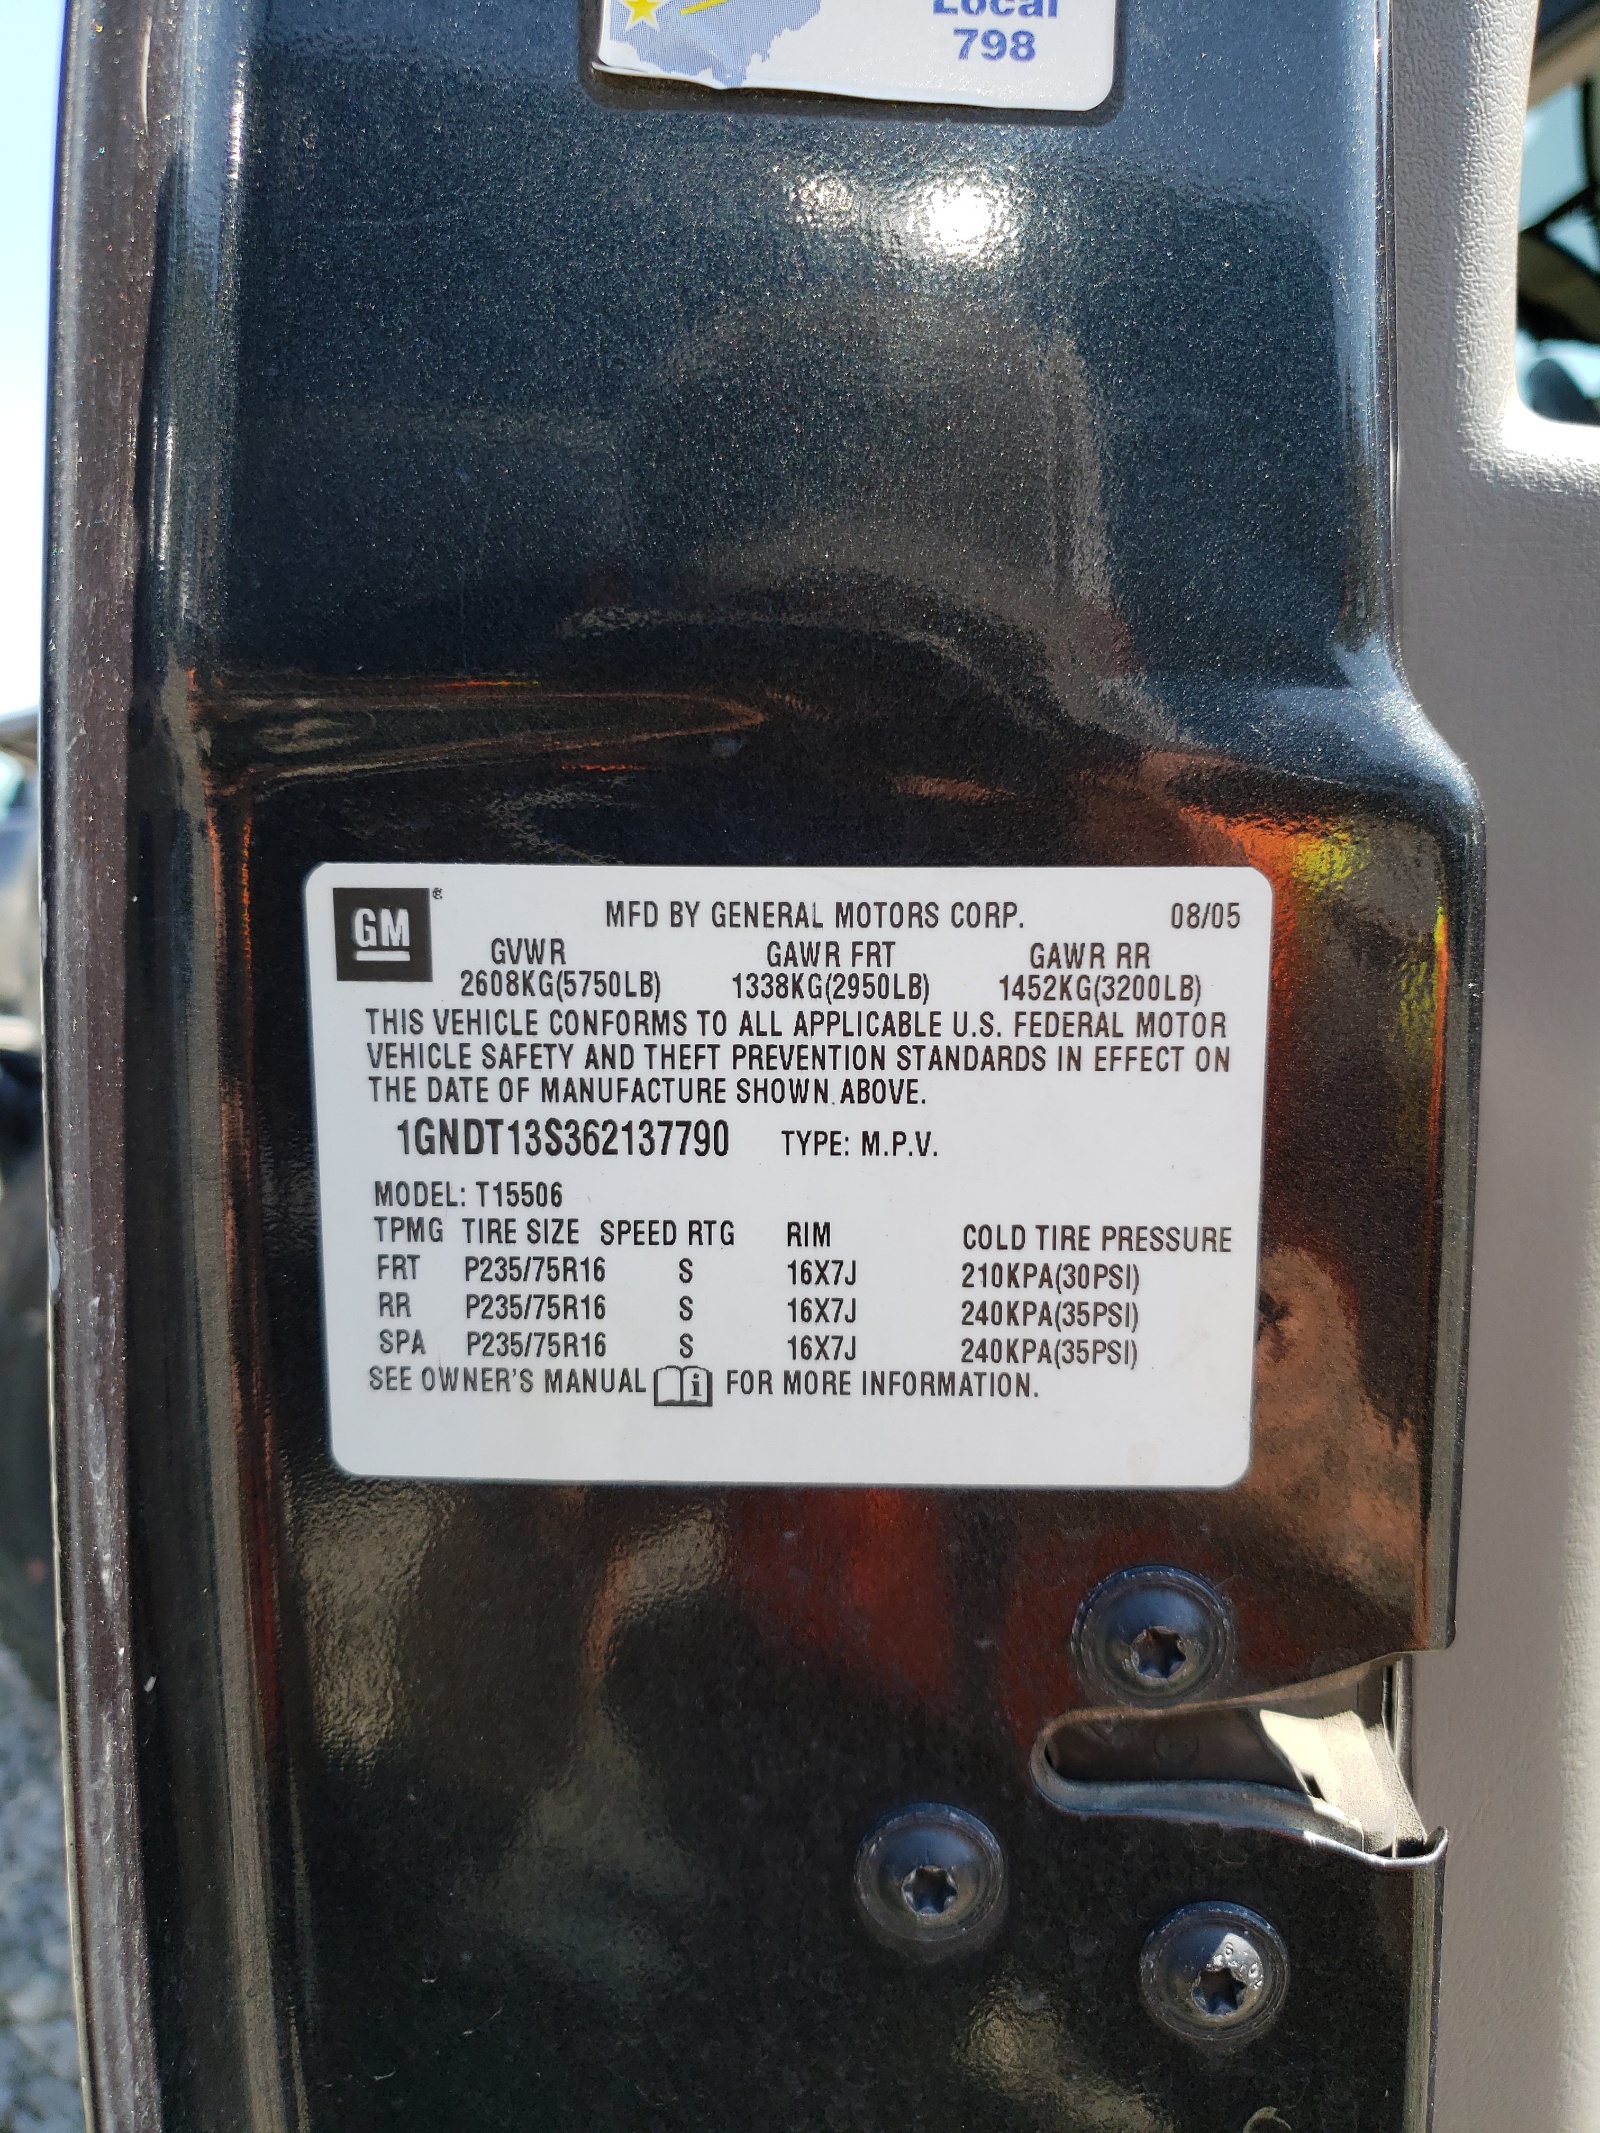 Local
798
GM
MFD BY GENERAL MOTORS CORP. 08/05
GVWR GAWR FRT GAWR RR
2608KG(5750LB) 1338KG(2950LB) 1452KG(3200LB)
THIS VEHICLE CONFORMS TO ALL APPLICABLE U.S. FEDERAL MOTOR
VEHICLE SAFETY AND THEFT PREVENTION STANDARDS IN EFFECT ON
THE DATE OF MANUFACTURE SHOWN ABOVE.
1GNDT13S362137790 TYPE: M.P.V.
MODEL: T15506
TPMG TIRE SIZE SPEED RTG RIM COLD TIRE PRESSURE
FRT P235/75R16 S 16X7J 210KPA(30PSI)
RR P235/75R16 S 16X7J 240KPA(35PSI)
SPA P235/75R16 S 16X7J 240KPA(35PSI)
SEE OWNER'S MANUAL i FOR MORE INFORMATION.